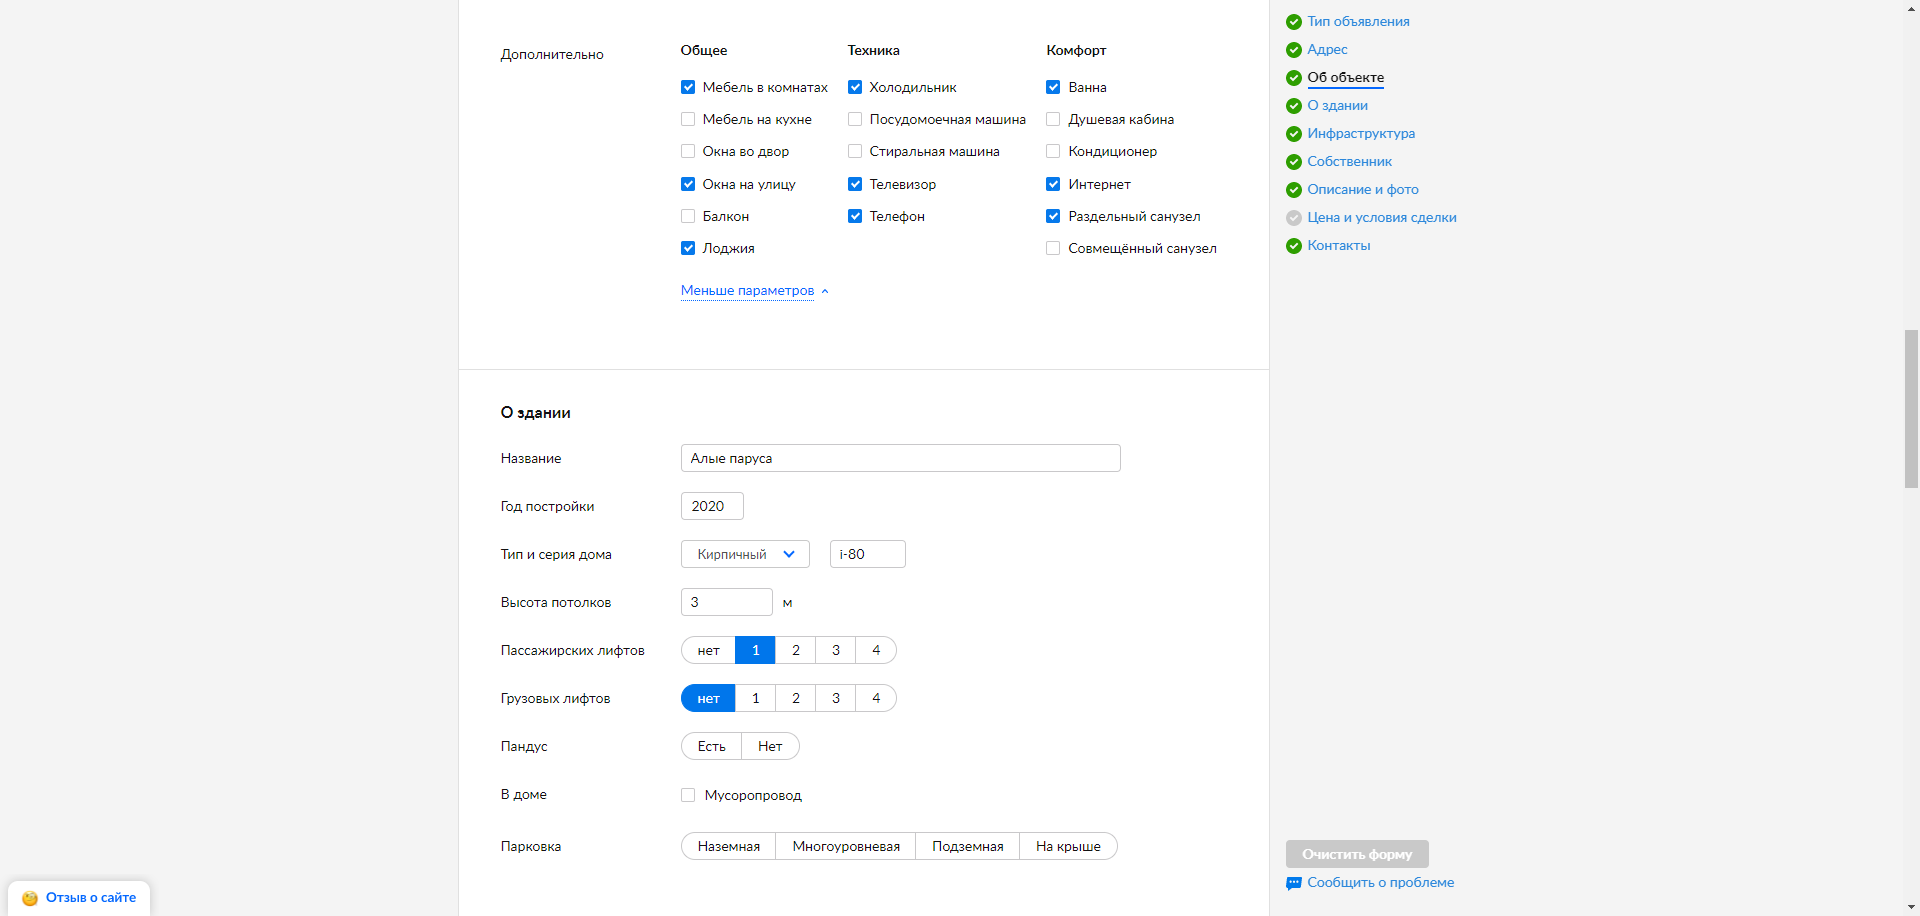 Дополнительно
Общее
Мебель в комнатах
Мебель на кухне
Окна во двор
Окна на улицу
Балкон
Лоджия
Техника
Холодильник
Посудомоечная машина
Стиральная машина
Телевизор
Телефон
Комфорт
Ванна
Душевая кабина
Кондиционер
Интернет
Раздельный санузел
Совмещённый санузел
Меньше параметров
О здании
Название Алые паруса
Год постройки 2020
Тип и серия дома Кирпичный i-80
Высота потолков 3 м
Пассажирских лифтов нет 1 2 3 4
Грузовых лифтов нет 1 2 3 4
Пандус Есть Нет
В доме Мусоропровод
Парковка Наземная Многоуровневая Подземная На крыше
Тип объявления
Адрес
Об объекте
О здании
Инфраструктура
Собственник
Описание и фото
Цена и условия сделки
Контакты
Очистить форму
Сообщить о проблеме
Отзыв о сайте